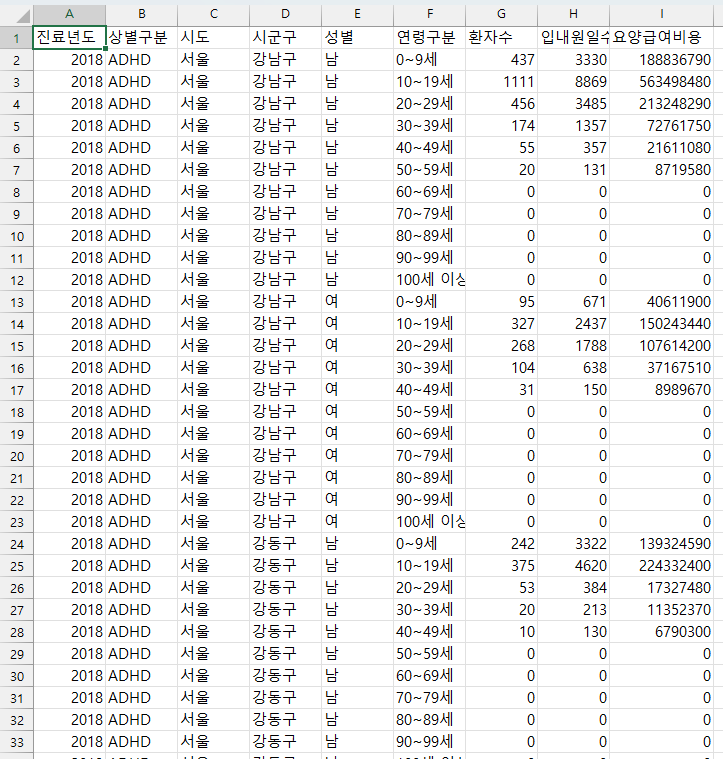 A B C D E F G H I
1 진료년도 상별구분 시도 시군구 성별 연령구분 환자수 입내원일수 요양급여비용
2 2018 ADHD 서울 강남구 남 0~9세 437 3330 188836790
3 2018 ADHD 서울 강남구 남 10~19세 1111 8869 563498480
4 2018 ADHD 서울 강남구 남 20~29세 456 3485 213248290
5 2018 ADHD 서울 강남구 남 30~39세 174 1357 72761750
6 2018 ADHD 서울 강남구 남 40~49세 55 357 21611080
7 2018 ADHD 서울 강남구 남 50~59세 20 131 8719580
8 2018 ADHD 서울 강남구 남 60~69세 0 0 0
9 2018 ADHD 서울 강남구 남 70~79세 0 0 0
10 2018 ADHD 서울 강남구 남 80~89세 0 0 0
11 2018 ADHD 서울 강남구 남 90~99세 0 0 0
12 2018 ADHD 서울 강남구 남 100세 이상 0 0 0
13 2018 ADHD 서울 강남구 여 0~9세 95 671 40611900
14 2018 ADHD 서울 강남구 여 10~19세 327 2437 150243440
15 2018 ADHD 서울 강남구 여 20~29세 268 1788 107614200
16 2018 ADHD 서울 강남구 여 30~39세 104 638 37167510
17 2018 ADHD 서울 강남구 여 40~49세 31 150 8989670
18 2018 ADHD 서울 강남구 여 50~59세 0 0 0
19 2018 ADHD 서울 강남구 여 60~69세 0 0 0
20 2018 ADHD 서울 강남구 여 70~79세 0 0 0
21 2018 ADHD 서울 강남구 여 80~89세 0 0 0
22 2018 ADHD 서울 강남구 여 90~99세 0 0 0
23 2018 ADHD 서울 강남구 여 100세 이상 0 0 0
24 2018 ADHD 서울 강동구 남 0~9세 242 3322 139324590
25 2018 ADHD 서울 강동구 남 10~19세 375 4620 224332400
26 2018 ADHD 서울 강동구 남 20~29세 53 384 17327480
27 2018 ADHD 서울 강동구 남 30~39세 20 213 11352370
28 2018 ADHD 서울 강동구 남 40~49세 10 130 6790300
29 2018 ADHD 서울 강동구 남 50~59세 0 0 0
30 2018 ADHD 서울 강동구 남 60~69세 0 0 0
31 2018 ADHD 서울 강동구 남 70~79세 0 0 0
32 2018 ADHD 서울 강동구 남 80~89세 0 0 0
33 2018 ADHD 서울 강동구 남 90~99세 0 0 0